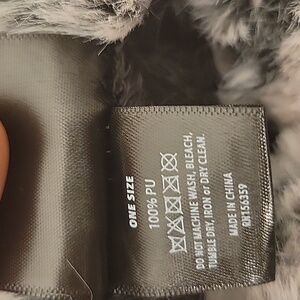 ONE SIZE
100% PU
DO NOT MACHINE WASH, BLEACH,
TUMBLE DRY, IRON or DRY CLEAN.
MADE IN CHINA
RN156359